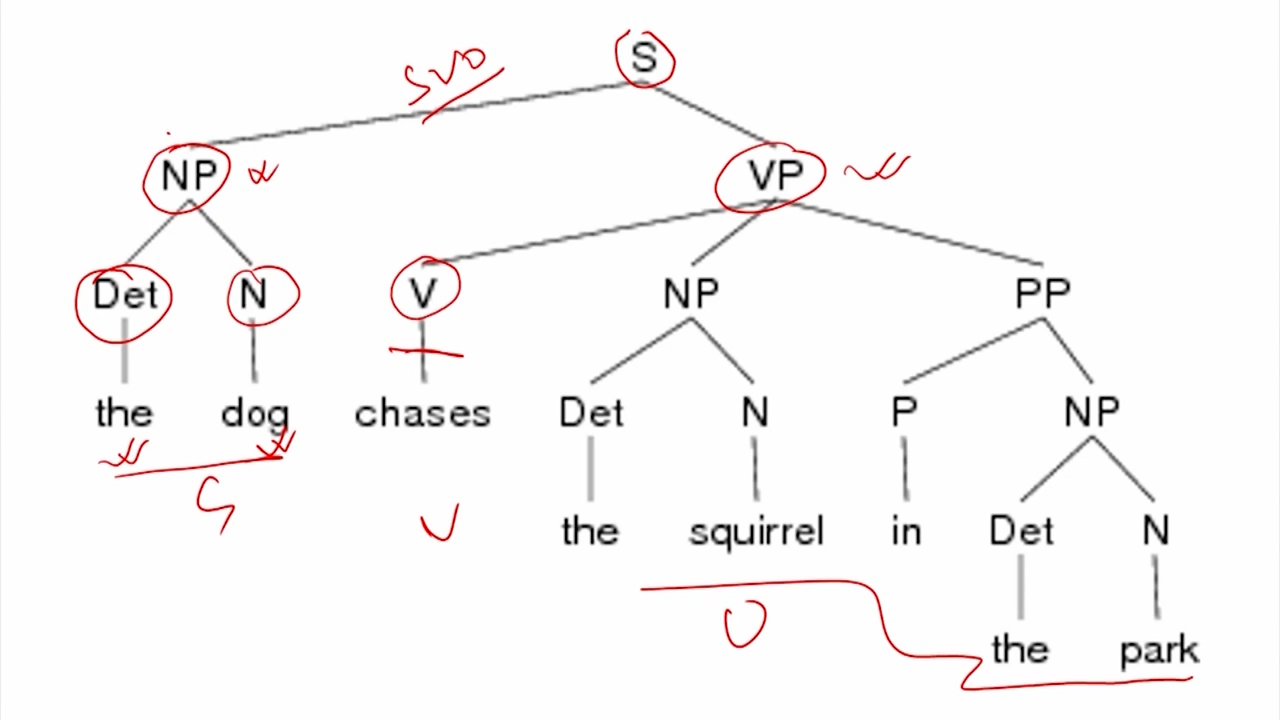 S
SVO
NP VP
Det N V NP PP
the dog chases Det N P NP
S V the squirrel in Det N
O
the park